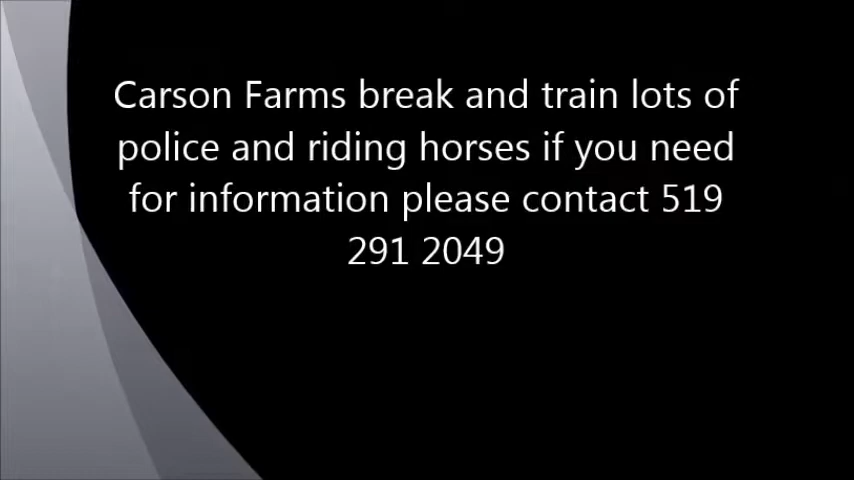 Carson Farms break and train lots of
police and riding horses if you need
for information please contact 519
291 2049